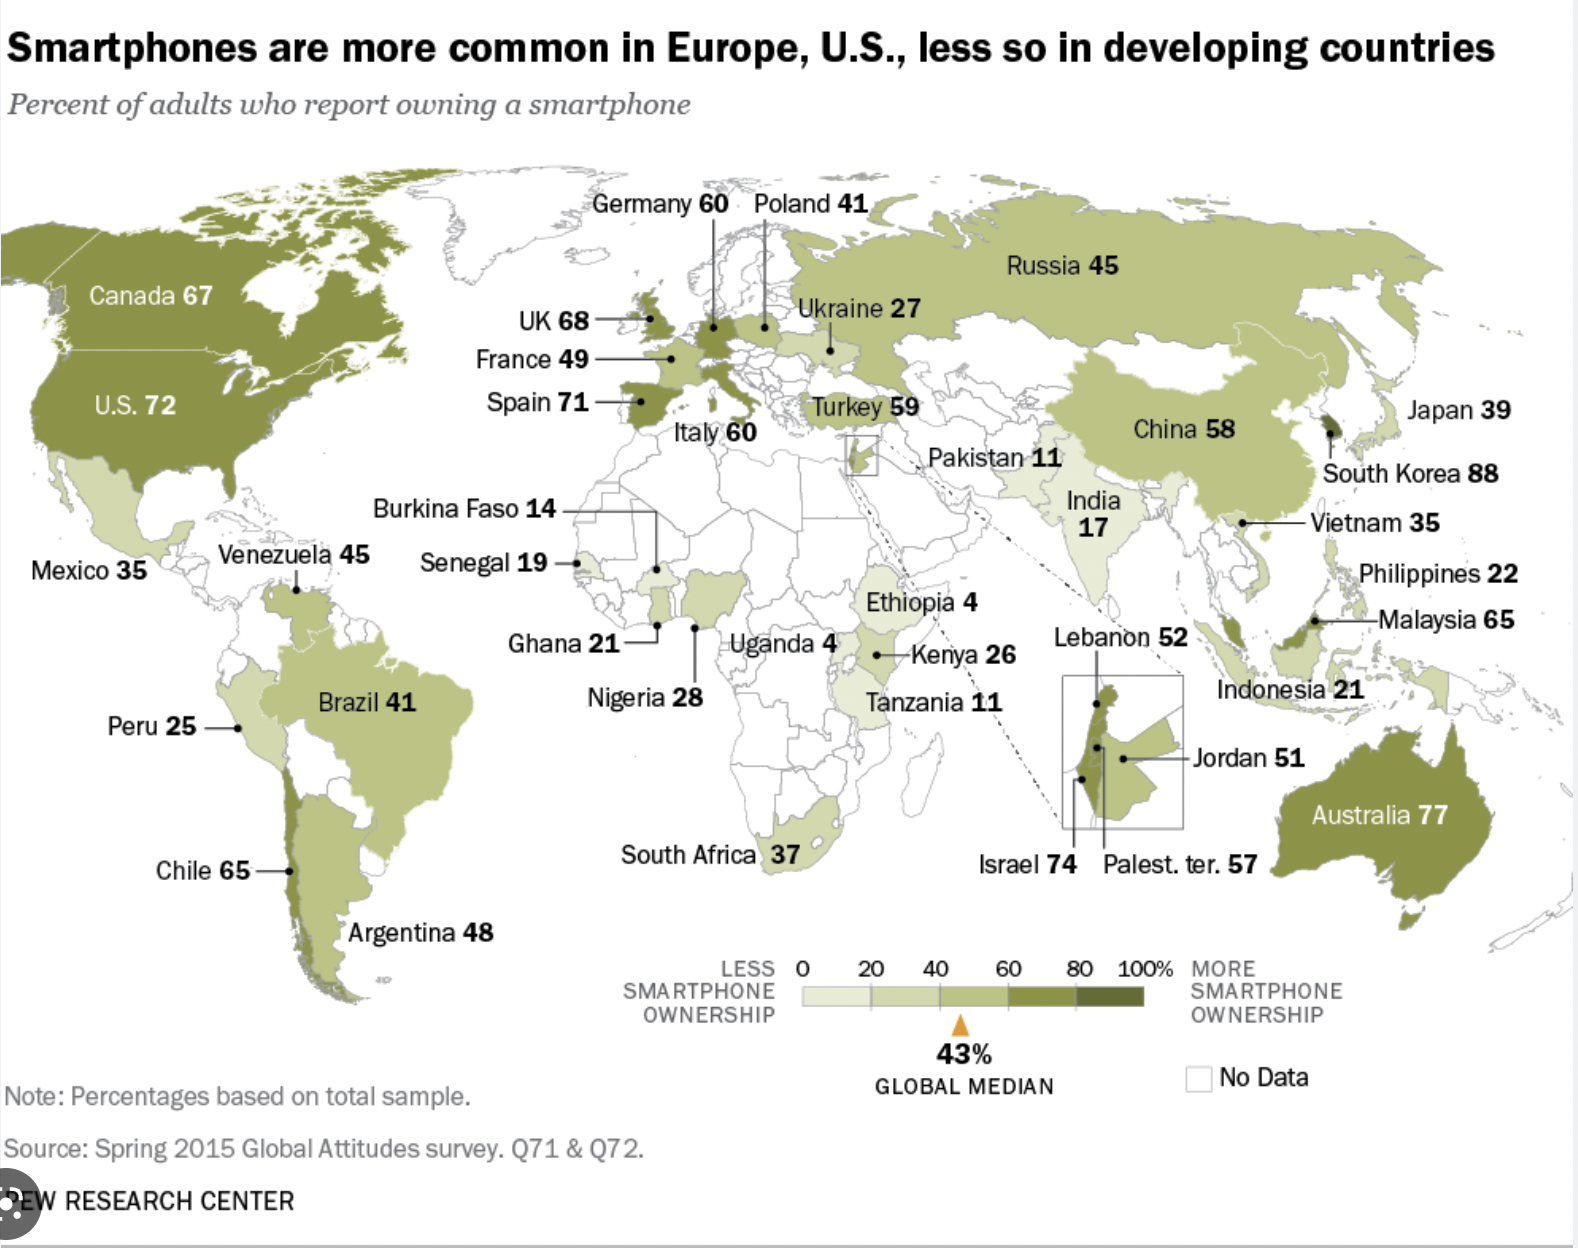 Smartphones are more common in Europe, U.S., less so in developing countries
Percent of adults who report owning a smartphone
Germany 60
Poland 41
Russia 45
Canada 67
Ukraine 27
UK 68
France 49
U.S. 72
Spain 71
Turkey 59
Japan 39
Italy 60
China 58
Pakistan 11
South Korea 88
India
17
Burkina Faso 14
Vietnam 35
Venezuela 45
Senegal 19
Mexico 35
Philippines 22
Ethiopia 4
Malaysia 65
Lebanon 52
Ghana 21
Uganda 4
Kenya 26
Indonesia 21
Nigeria 28
Tanzania 11
Brazil 41
Peru 25
Jordan 51
Australia 77
South Africa 37
Israel 74
Palest. ter. 57
Chile 65
Argentina 48
LESS
SMARTPHONE
OWNERSHIP
0 20 40 60 80 100%
MORE
SMARTPHONE
OWNERSHIP
43%
GLOBAL MEDIAN
No Data
Note: Percentages based on total sample.
Source: Spring 2015 Global Attitudes survey. Q71 & Q72.
PEW RESEARCH CENTER